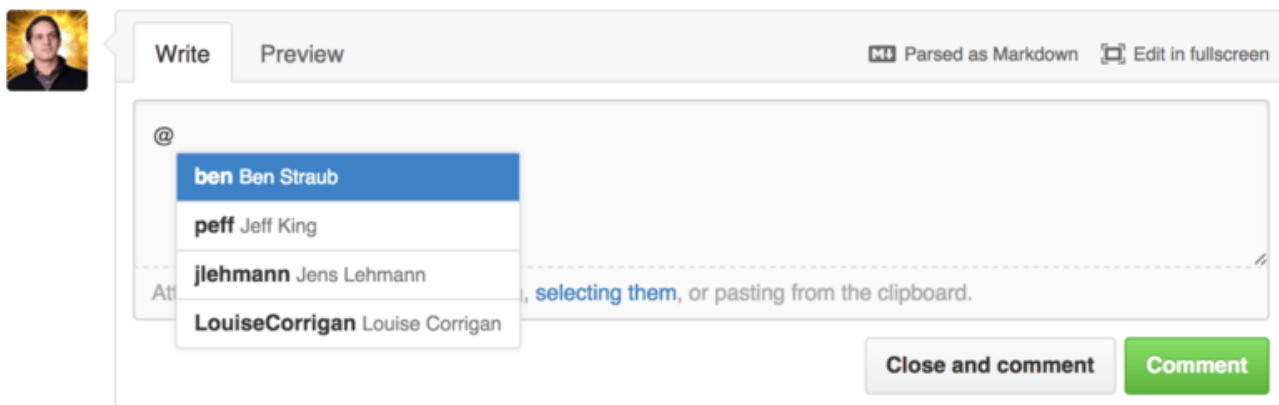 Write Preview Parsed as Markdown Edit in fullscreen
@
ben Ben Straub
peff Jeff King
jlehmann Jens Lehmann
Att , selecting them, or pasting from the clipboard.
LouiseCorrigan Louise Corrigan
Close and comment Comment